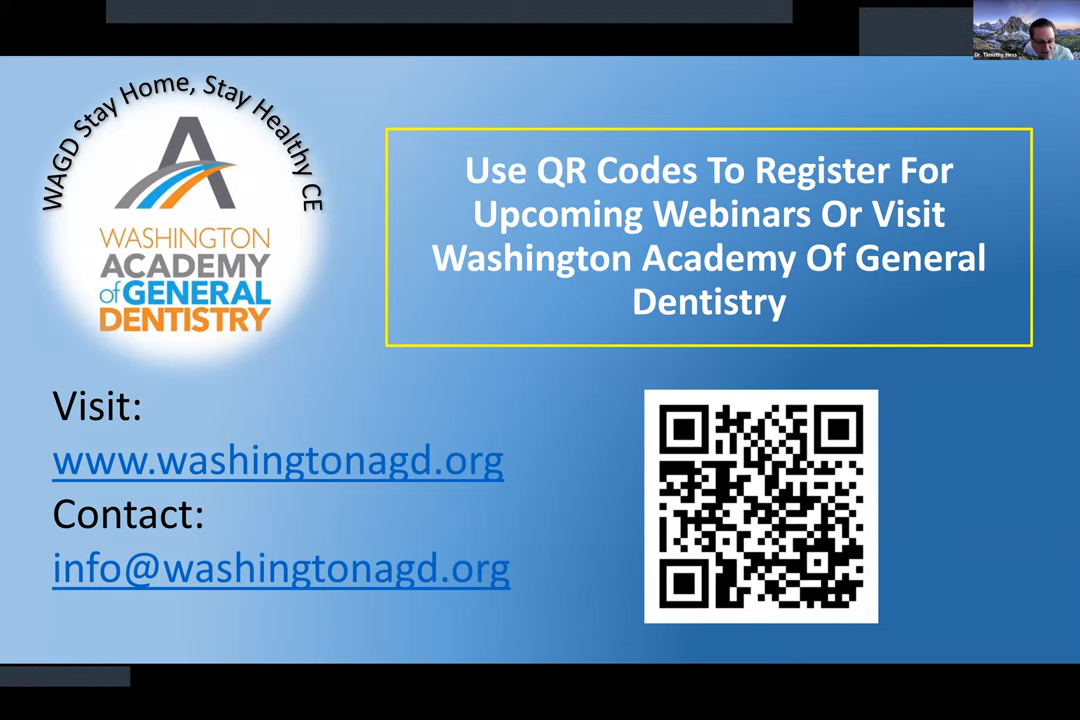 Dr. Timothy Hess
WAGD Stay Home, Stay Healthy CE
WASHINGTON
ACADEMY
of GENERAL
DENTISTRY
Use QR Codes To Register For
Upcoming Webinars Or Visit
Washington Academy Of General
Dentistry
Visit:
www.washingtonagd.org
Contact:
info@washingtonagd.org